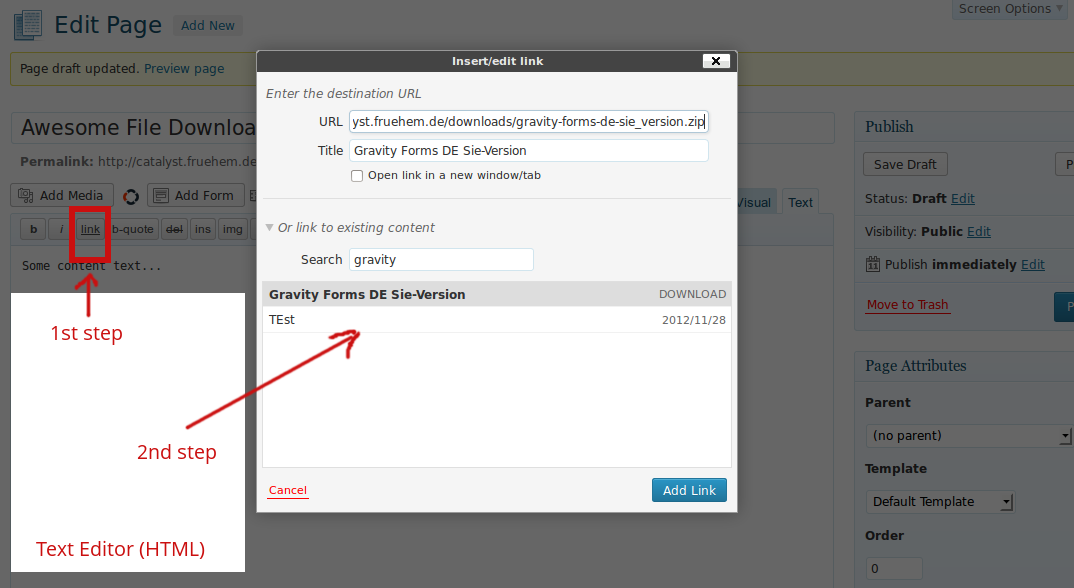 Screen Options
Edit Page Add New
Page draft updated. Preview page
Insert/edit link
Enter the destination URL
URL yst.fruehem.de/downloads/gravity-forms-de-sie_version.zip
Title Gravity Forms DE Sie-Version
Open link in a new window/tab
Or link to existing content
Search gravity
Gravity Forms DE Sie-Version DOWNLOAD
TEst 2012/11/28
Cancel Add Link
Awesome File Downloa
Permalink: http://catalyst.fruehem.de
Add Media Add Form
Visual Text
b i link b-quote del ins img
Some content text...
1st step
2nd step
Text Editor (HTML)
Publish
Save Draft P
Status: Draft Edit
Visibility: Public Edit
11 Publish immediately Edit
Move to Trash P
Page Attributes
Parent
(no parent)
Template
Default Template
Order
0